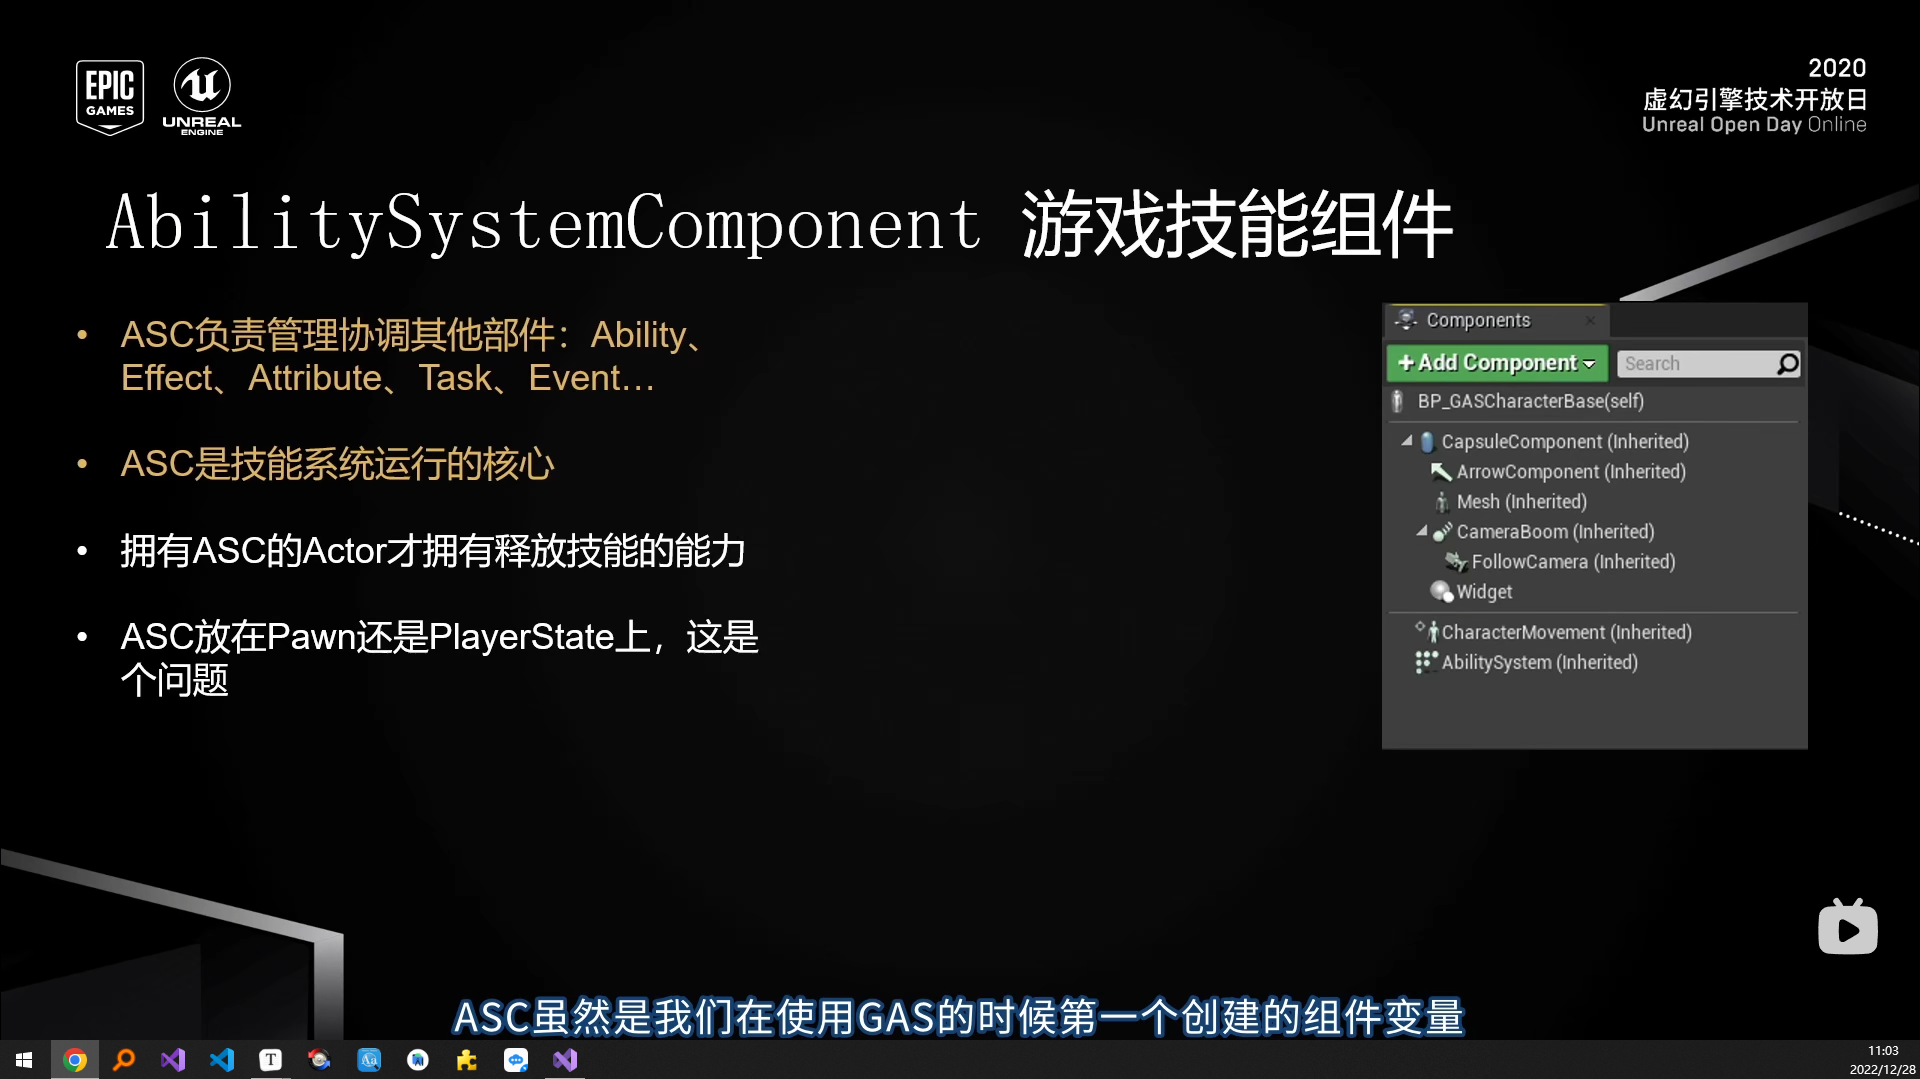 EPIC
GAMES
UNREAL
ENGINE
2020
虚幻引擎技术开放日
Unreal Open Day Online
AbilitySystemComponent 游戏技能组件
• ASC负责管理协调其他部件：Ability、
Effect、Attribute、Task、Event…
• ASC是技能系统运行的核心
• 拥有ASC的Actor才拥有释放技能的能力
• ASC放在Pawn还是PlayerState上，这是
个问题
Components
+Add Component
Search
BP_GASCharacterBase(self)
CapsuleComponent (Inherited)
ArrowComponent (Inherited)
Mesh (Inherited)
CameraBoom (Inherited)
FollowCamera (Inherited)
Widget
CharacterMovement (Inherited)
AbilitySystem (Inherited)
ASC虽然是我们在使用GAS的时候第一个创建的组件变量
T
Aa
11:03
2022/12/28